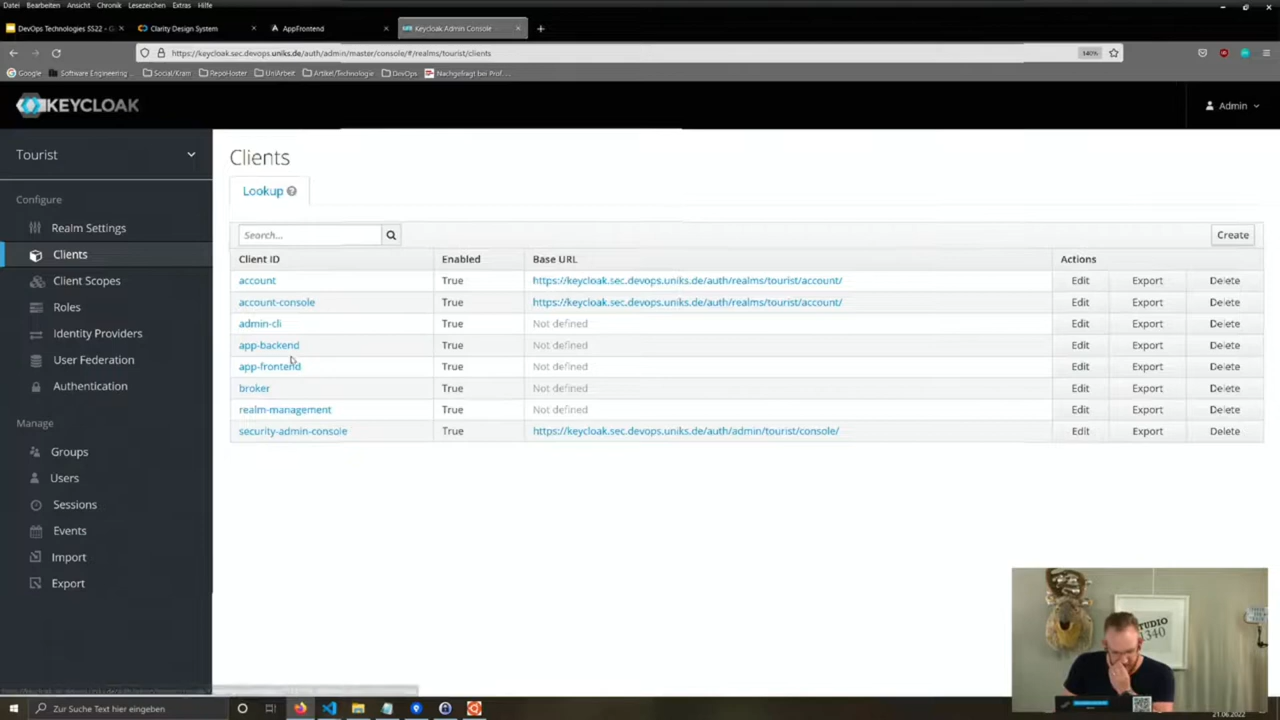 Datei Bearbeiten Ansicht Chronik Lesezeichen Extras Hilfe
DevOps Technologies SS22 - G Clarity Design System AppFrontend Keycloak Admin Console
https://keycloak.sec.devops.uniks.de/auth/admin/master/console/#/realms/tourist/clients 140%
Google Software Engineering ... Social/Kram RepoHoster UniArbeit Artikel/Technologie DevOps Nachgefragt bei Prof. ...
KEYCLOAK Admin
Tourist
Configure
Realm Settings
Clients
Client Scopes
Roles
Identity Providers
User Federation
Authentication
Manage
Groups
Users
Sessions
Events
Import
Export
Clients
Lookup
Search... Create
Client ID Enabled Base URL Actions
account True https://keycloak.sec.devops.uniks.de/auth/realms/tourist/account/ Edit Export Delete
account-console True https://keycloak.sec.devops.uniks.de/auth/realms/tourist/account/ Edit Export Delete
admin-cli True Not defined Edit Export Delete
app-backend True Not defined Edit Export Delete
app-frontend True Not defined Edit Export Delete
broker True Not defined Edit Export Delete
realm-management True Not defined Edit Export Delete
security-admin-console True https://keycloak.sec.devops.uniks.de/auth/admin/tourist/console/ Edit Export Delete
STUDIO
1340
Zur Suche Text hier eingeben
21.06.2022